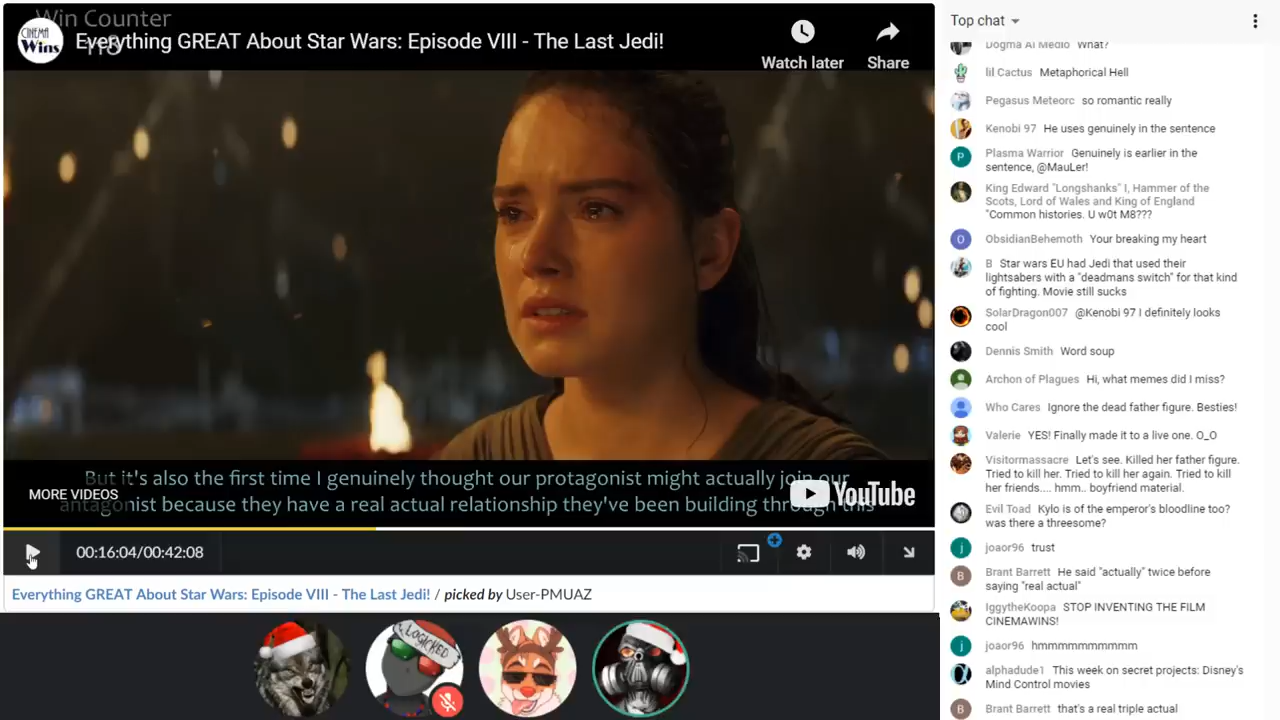 Win Counter
CINEMA
Wins
Everything GREAT About Star Wars: Episode VIII - The Last Jedi!
Watch later
Share
But it's also the first time I genuinely thought our protagonist might actually join our
antagonist because they have a real actual relationship they've been building through this
MORE VIDEOS
YouTube
00:16:04/00:42:08
Everything GREAT About Star Wars: Episode VIII - The Last Jedi! / picked by User-PMUAZ
LOGICKED
Top chat
Dogma Al Medio What?
lil Cactus Metaphorical Hell
Pegasus Meteorc so romantic really
Kenobi 97 He uses genuinely in the sentence
P
Plasma Warrior Genuinely is earlier in the
sentence, @MauLer!
King Edward "Longshanks" I, Hammer of the
Scots, Lord of Wales and King of England
"Common histories. U w0t M8???
O
ObsidianBehemoth Your breaking my heart
B Star wars EU had Jedi that used their
lightsabers with a "deadmans switch" for that kind
of fighting. Movie still sucks
SolarDragon007 @Kenobi 97 I definitely looks
cool
Dennis Smith Word soup
Archon of Plagues Hi, what memes did I miss?
Who Cares Ignore the dead father figure. Besties!
Valerie YES! Finally made it to a live one. O_O
Visitormassacre Let's see. Killed her father figure.
Tried to kill her. Tried to kill her again. Tried to kill
her friends.... hmm.. boyfriend material.
Evil Toad Kylo is of the emperor's bloodline too?
was there a threesome?
j
joaor96 trust
B
Brant Barrett He said "actually" twice before
saying "real actual"
IggytheKoopa STOP INVENTING THE FILM
CINEMAWINS!
j
joaor96 hmmmmmmmmmm
alphadude1 This week on secret projects: Disney's
Mind Control movies
B
Brant Barrett that's a real triple actual